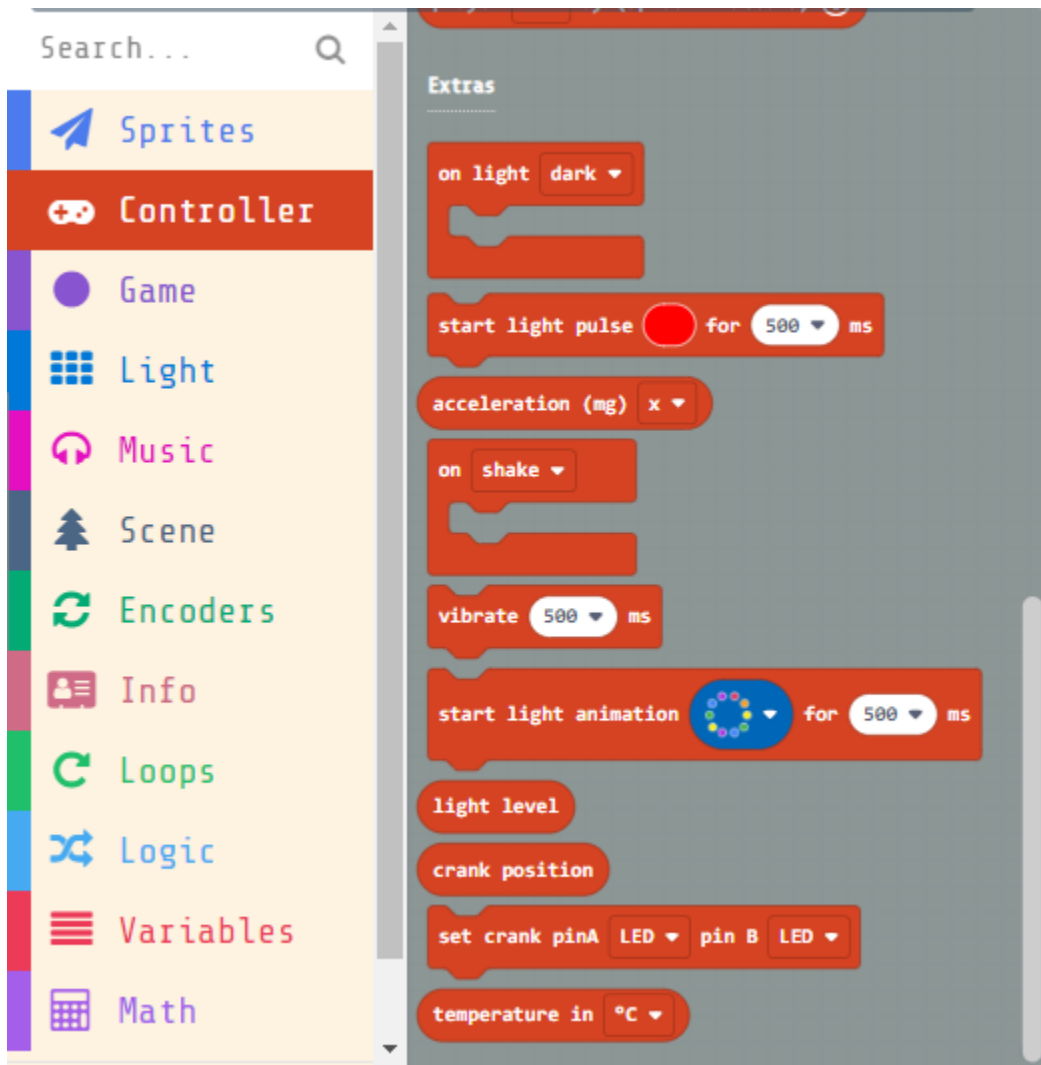 Search...
Sprites
Controller
Game
Light
Music
Scene
Encoders
Info
Loops
Logic
Variables
Math
Extras
on light dark
start light pulse for 500 ms
acceleration (mg) x
on shake
vibrate 500 ms
start light animation for 500 ms
light level
crank position
set crank pinA LED pin B LED
temperature in °C